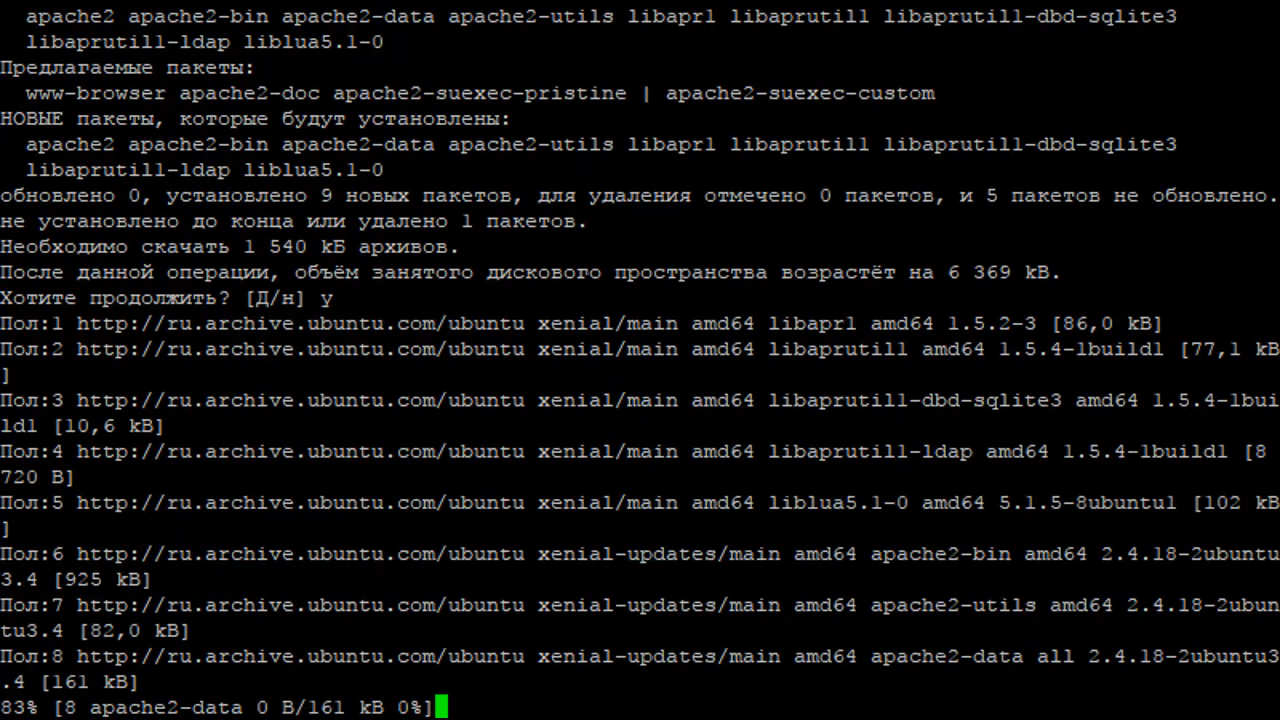 apache2 apache2-bin apache2-data apache2-utils libapr1 libaprutil1 libaprutil1-dbd-sqlite3
libaprutil1-ldap liblua5.1-0
Предлагаемые пакеты:
www-browser apache2-doc apache2-suexec-pristine | apache2-suexec-custom
НОВЫЕ пакеты, которые будут установлены:
apache2 apache2-bin apache2-data apache2-utils libapr1 libaprutil1 libaprutil1-dbd-sqlite3
libaprutil1-ldap liblua5.1-0
обновлено 0, установлено 9 новых пакетов, для удаления отмечено 0 пакетов, и 5 пакетов не обновлено.
не установлено до конца или удалено 1 пакетов.
Необходимо скачать 1 540 kБ архивов.
После данной операции, объём занятого дискового пространства возрастёт на 6 369 kB.
Хотите продолжить? [Д/н] y
Пол:1 http://ru.archive.ubuntu.com/ubuntu xenial/main amd64 libapr1 amd64 1.5.2-3 [86,0 kB]
Пол:2 http://ru.archive.ubuntu.com/ubuntu xenial/main amd64 libaprutil1 amd64 1.5.4-1build1 [77,1 kB
]
Пол:3 http://ru.archive.ubuntu.com/ubuntu xenial/main amd64 libaprutil1-dbd-sqlite3 amd64 1.5.4-1bui
ld1 [10,6 kB]
Пол:4 http://ru.archive.ubuntu.com/ubuntu xenial/main amd64 libaprutil1-ldap amd64 1.5.4-1build1 [8
720 B]
Пол:5 http://ru.archive.ubuntu.com/ubuntu xenial/main amd64 liblua5.1-0 amd64 5.1.5-8ubuntu1 [102 kB
]
Пол:6 http://ru.archive.ubuntu.com/ubuntu xenial-updates/main amd64 apache2-bin amd64 2.4.18-2ubuntu
3.4 [925 kB]
Пол:7 http://ru.archive.ubuntu.com/ubuntu xenial-updates/main amd64 apache2-utils amd64 2.4.18-2ubun
tu3.4 [82,0 kB]
Пол:8 http://ru.archive.ubuntu.com/ubuntu xenial-updates/main amd64 apache2-data all 2.4.18-2ubuntu3
.4 [161 kB]
83% [8 apache2-data 0 B/161 kB 0%]